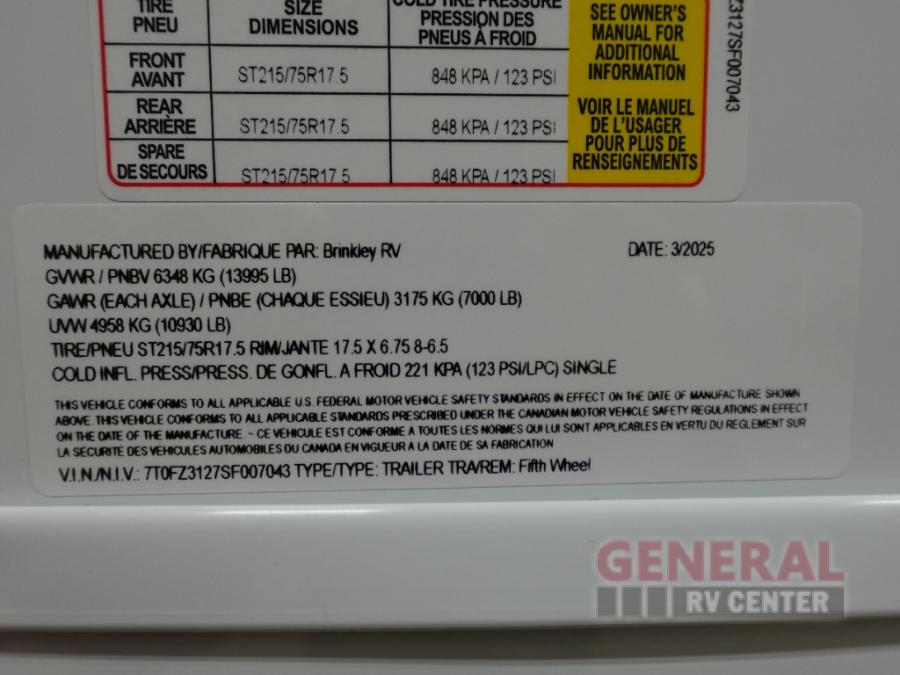 TIRE SIZE COLD TIRE PRESSURE
PNEU DIMENSIONS PRESSION DES
PNEUS À FROID
FRONT
AVANT ST215/75R17.5 848 KPA / 123 PSI
REAR
ARRIÈRE ST215/75R17.5 848 KPA / 123 PSI
SPARE
DE SECOURS ST215/75R17.5 848 KPA / 123 PSI
SEE OWNER'S
MANUAL FOR
ADDITIONAL
INFORMATION
VOIR LE MANUEL
DE L'USAGER
POUR PLUS DE
RENSEIGNEMENTS
Z3127SF007043
MANUFACTURED BY/FABRIQUE PAR: Brinkley RV DATE: 3/2025
GVWR / PNBV 6348 KG (13995 LB)
GAWR (EACH AXLE) / PNBE (CHAQUE ESSIEU) 3175 KG (7000 LB)
UVW 4958 KG (10930 LB)
TIRE/PNEU ST215/75R17.5 RIM/JANTE 17.5 X 6.75 8-6.5
COLD INFL. PRESS/PRESS. DE GONFL. A FROID 221 KPA (123 PSI/LPC) SINGLE
THIS VEHICLE CONFORMS TO ALL APPLICABLE U.S. FEDERAL MOTOR VEHICLE SAFETY STANDARDS IN EFFECT ON THE DATE OF MANUFACTURE SHOWN
ABOVE. THIS VEHICLE CONFORMS TO ALL APPLICABLE STANDARDS PRESCRIBED UNDER THE CANADIAN MOTOR VEHICLE SAFETY REGULATIONS IN EFFECT
ON THE DATE OF THE MANUFACTURE. ~ CE VEHICULE EST CONFORME A TOUTES LES NORMES QUI LUI SONT APPLICABLES EN VERTU DU REGLEMENT SUR
LA SECURITE DES VEHICULES AUTOMOBILES DU CANADA EN VIGUEUR A LA DATE DE SA FABRICATION
V.I.N./N.I.V.: 7T0FZ3127SF007043 TYPE/TYPE: TRAILER TRA/REM: Fifth Wheel
GENERAL
RV CENTER